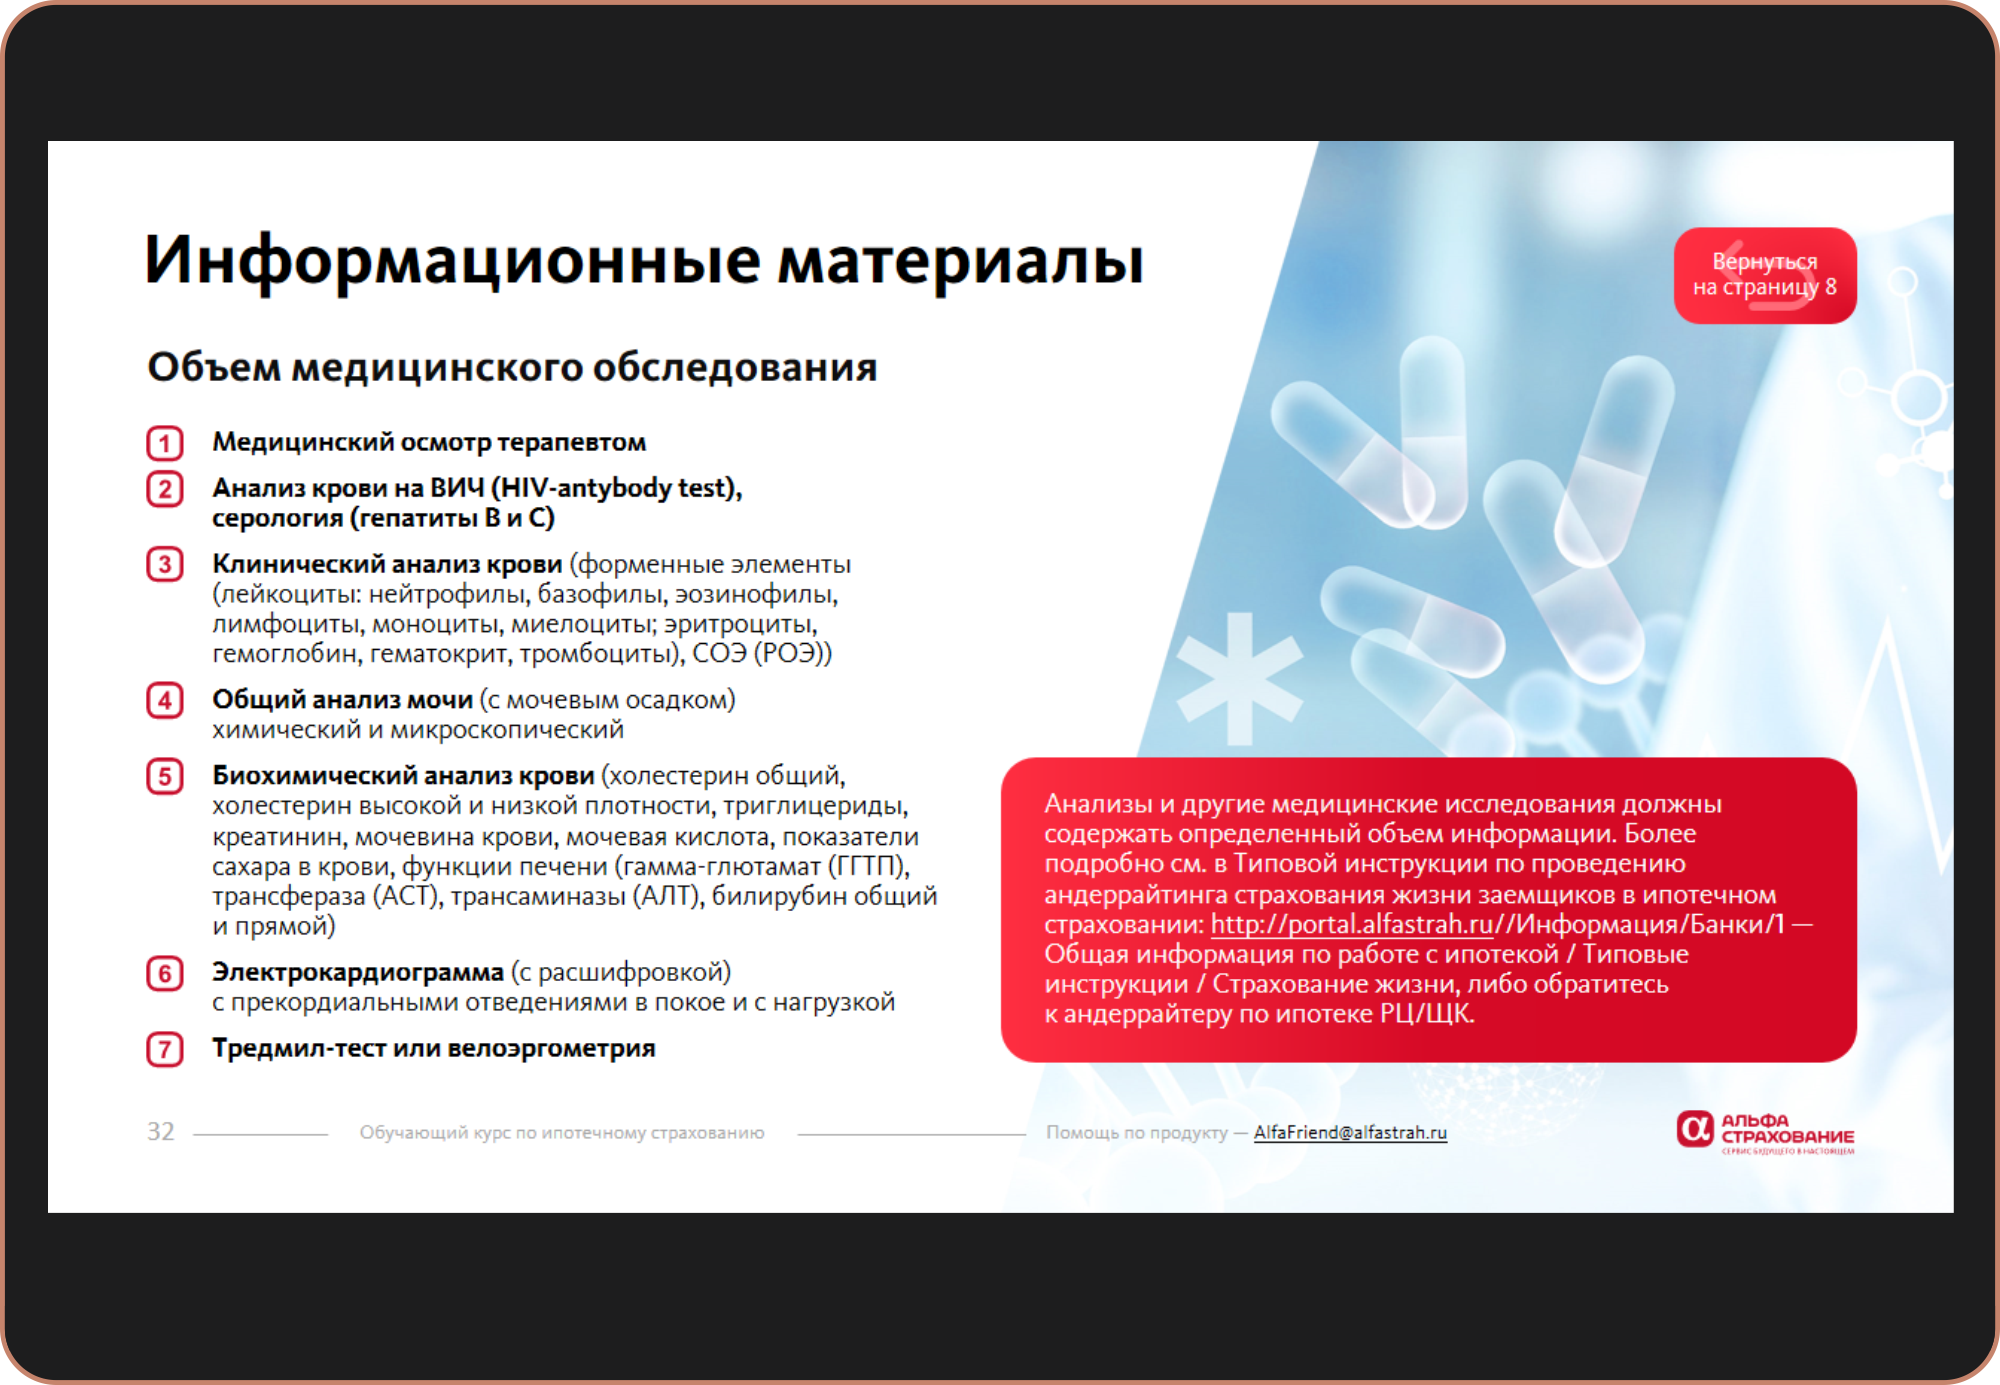 Информационные материалы
Вернуться
на страницу 8
Объем медицинского обследования
1 Медицинский осмотр терапевтом
2 Анализ крови на ВИЧ (HIV-antybody test),
серология (гепатиты В и С)
3 Клинический анализ крови (форменные элементы
(лейкоциты: нейтрофилы, базофилы, эозинофилы,
лимфоциты, моноциты, миелоциты; эритроциты,
гемоглобин, гематокрит, тромбоциты), СОЭ (РОЭ))
4 Общий анализ мочи (с мочевым осадком)
химический и микроскопический
5 Биохимический анализ крови (холестерин общий,
холестерин высокой и низкой плотности, триглицериды,
креатинин, мочевина крови, мочевая кислота, показатели
сахара в крови, функции печени (гамма-глютамат (ГГТП),
трансфераза (АСТ), трансаминазы (АЛТ), билирубин общий
и прямой)
6 Электрокардиограмма (с расшифровкой)
с прекордиальными отведениями в покое и с нагрузкой
7 Тредмил-тест или велоэргометрия
Анализы и другие медицинские исследования должны
содержать определенный объем информации. Более
подробно см. в Типовой инструкции по проведению
андеррайтинга страхования жизни заемщиков в ипотечном
страховании: http://portal.alfastrah.ru//Информация/Банки/1 —
Общая информация по работе с ипотекой / Типовые
инструкции / Страхование жизни, либо обратитесь
к андеррайтеру по ипотеке РЦ/ЩК.
32 Обучающий курс по ипотечному страхованию Помощь по продукту — AlfaFriend@alfastrah.ru
α АЛЬФА
СТРАХОВАНИЕ
СЕРВИС БУДУЩЕГО В НАСТОЯЩЕМ